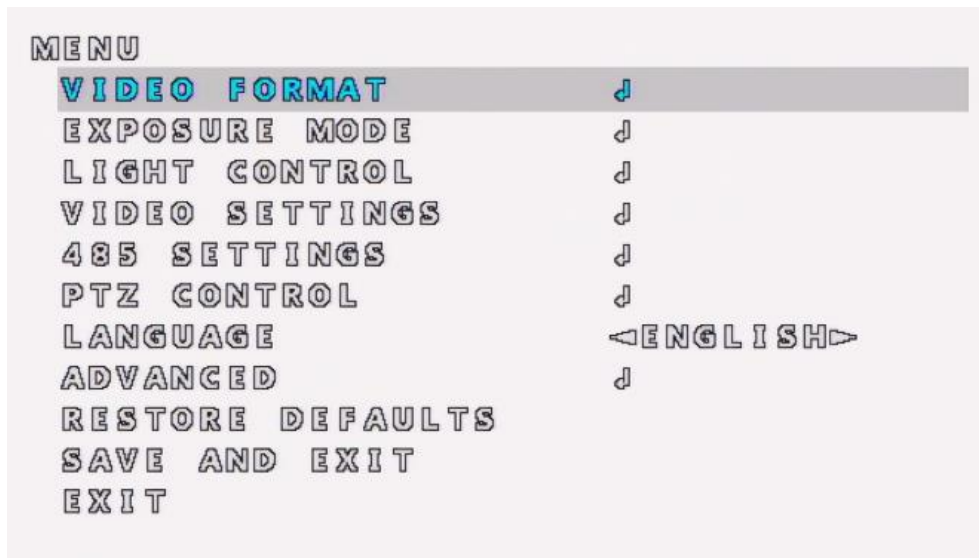 MENU
VIDEO FORMAT ↲
EXPOSURE MODE ↲
LIGHT CONTROL ↲
VIDEO SETTINGS ↲
485 SETTINGS ↲
PTZ CONTROL ↲
LANGUAGE ◅ENGLISH▻
ADVANCED ↲
RESTORE DEFAULTS
SAVE AND EXIT
EXIT